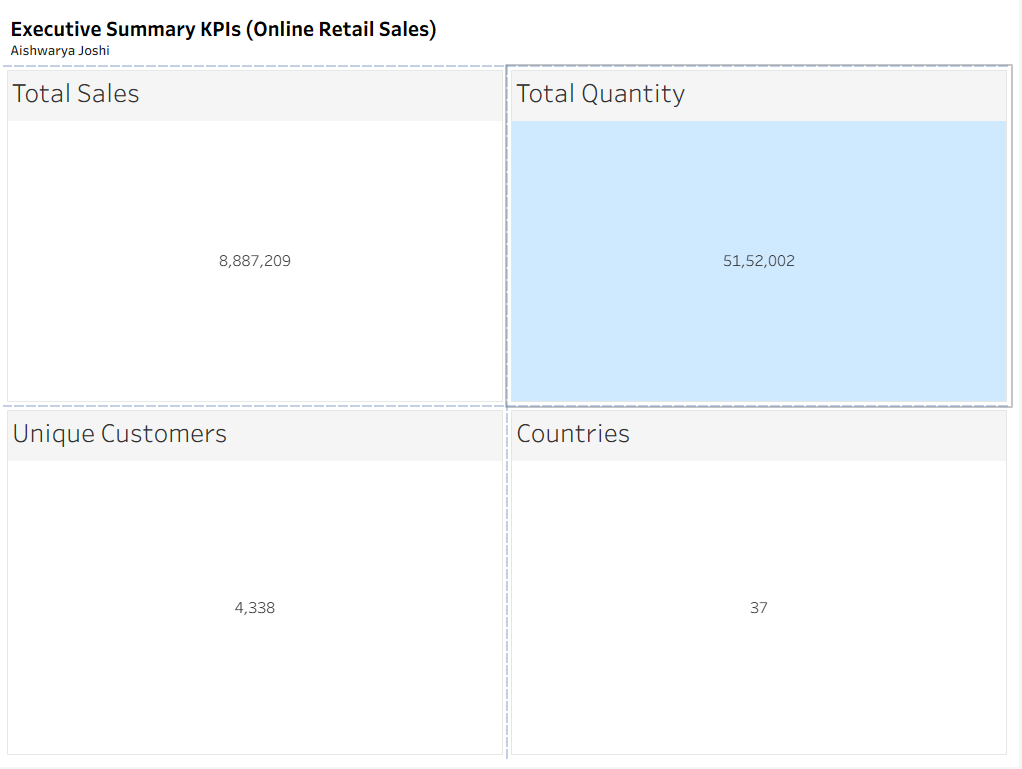 Executive Summary KPIs (Online Retail Sales)
Aishwarya Joshi
Total Sales
8,887,209
Total Quantity
51,52,002
Unique Customers
4,338
Countries
37